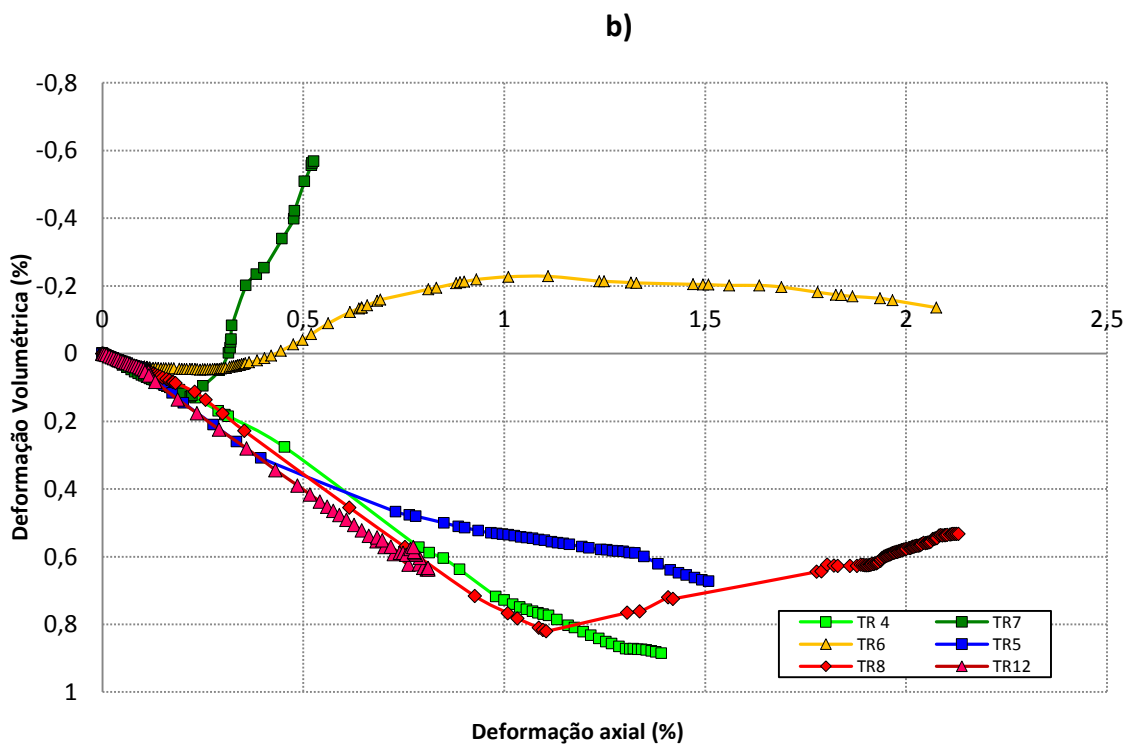 b)
-0,8
-0,6
-0,4
-0,2
0
0,2
0,4
0,6
0,8
1
0 0,5 1 1,5 2 2,5
Deformação Volumétrica (%)
Deformação axial (%)
TR 4 TR7
TR6 TR5
TR8 TR12